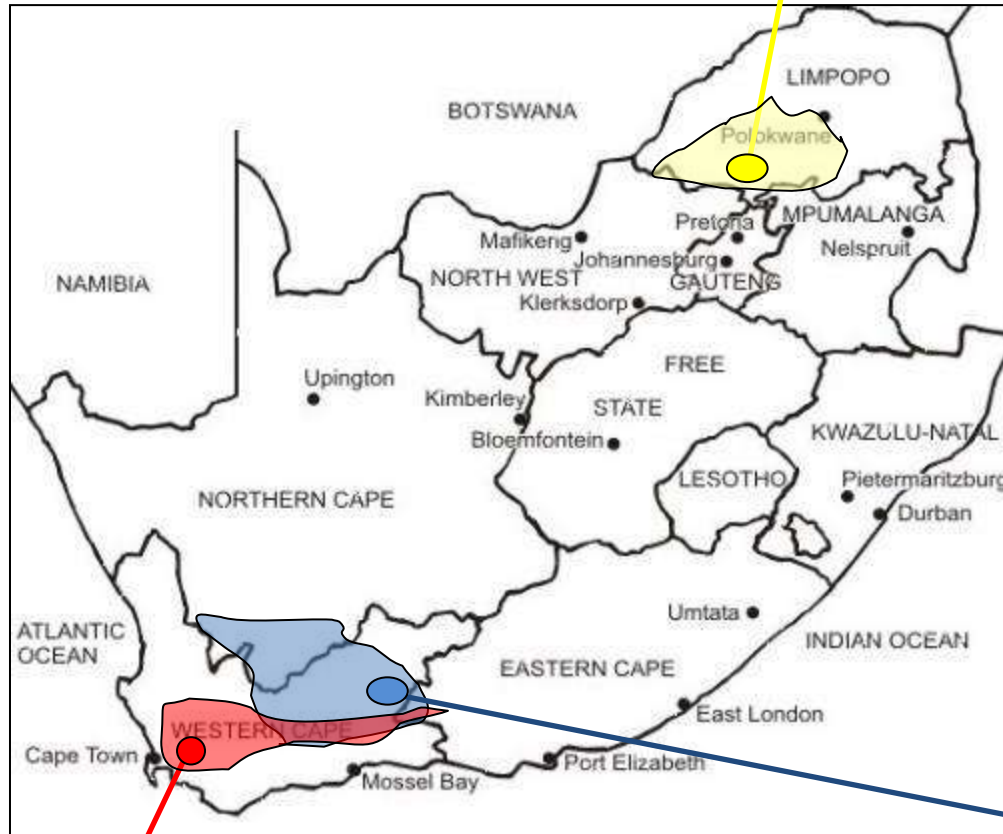 LIMPOPO
BOTSWANA
Polokwane
MPUMALANGA
Pretoria
Mafikeng
Nelspruit
Johannesburg
NAMIBIA
NORTH WEST
GAUTENG
Klerksdorp
FREE
Upington
Kimberley
STATE
KWAZULU-NATAL
Bloemfontein
LESOTHO
Pietermaritzburg
NORTHERN CAPE
Durban
Umtata
ATLANTIC
OCEAN
INDIAN OCEAN
EASTERN CAPE
East London
WESTERN CAPE
Cape Town
Port Elizabeth
Mossel Bay